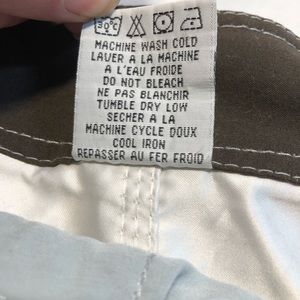 30°C
MACHINE WASH COLD
LAVER A LA MACHINE
A L'EAU FROIDE
DO NOT BLEACH
NE PAS BLANCHIR
TUMBLE DRY LOW
SECHER A LA
MACHINE CYCLE DOUX
COOL IRON
REPASSER AU FER FROID